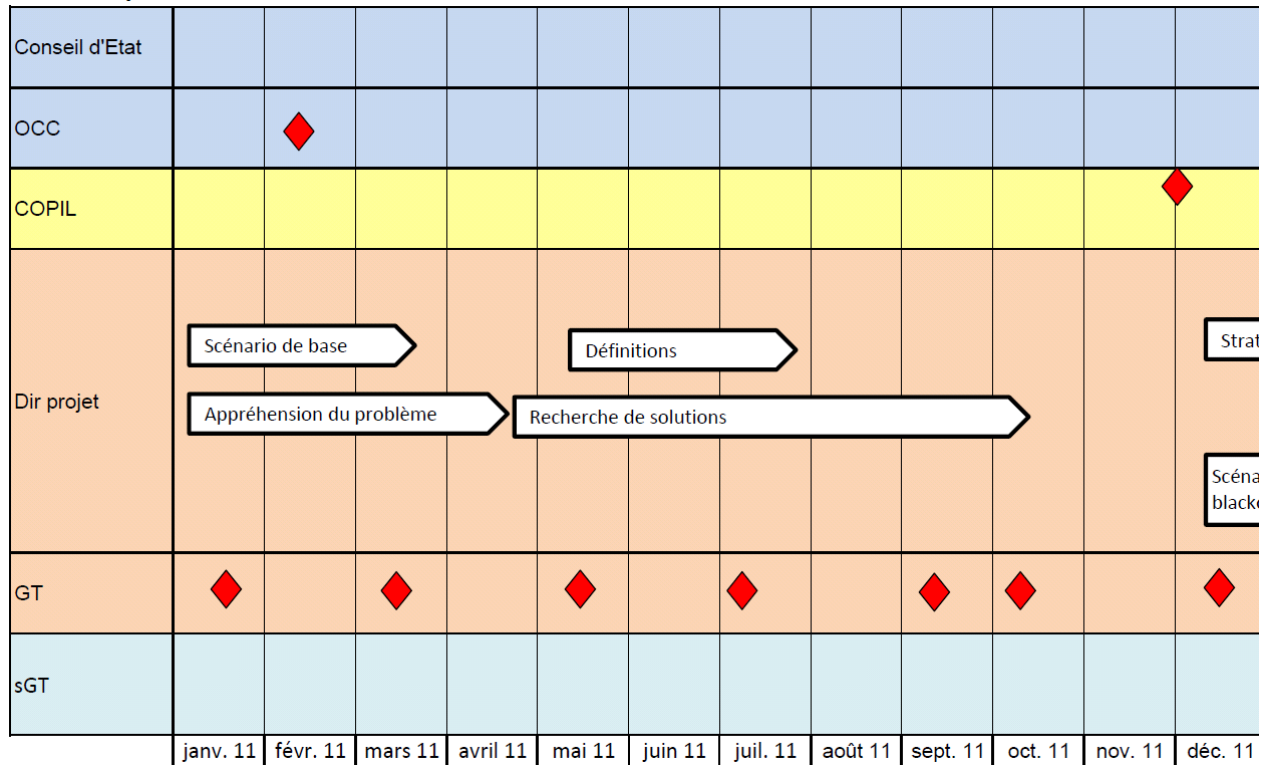 Conseil d'Etat
OCC
COPIL
Scénario de base
Définitions
Dir projet
Appréhension du problème
Recherche de solutions
GT
sGT
janv. 11 févr. 11 mars 11 avril 11 mai 11 juin 11 juil. 11 août 11 sept. 11 oct. 11 nov. 11 déc. 11